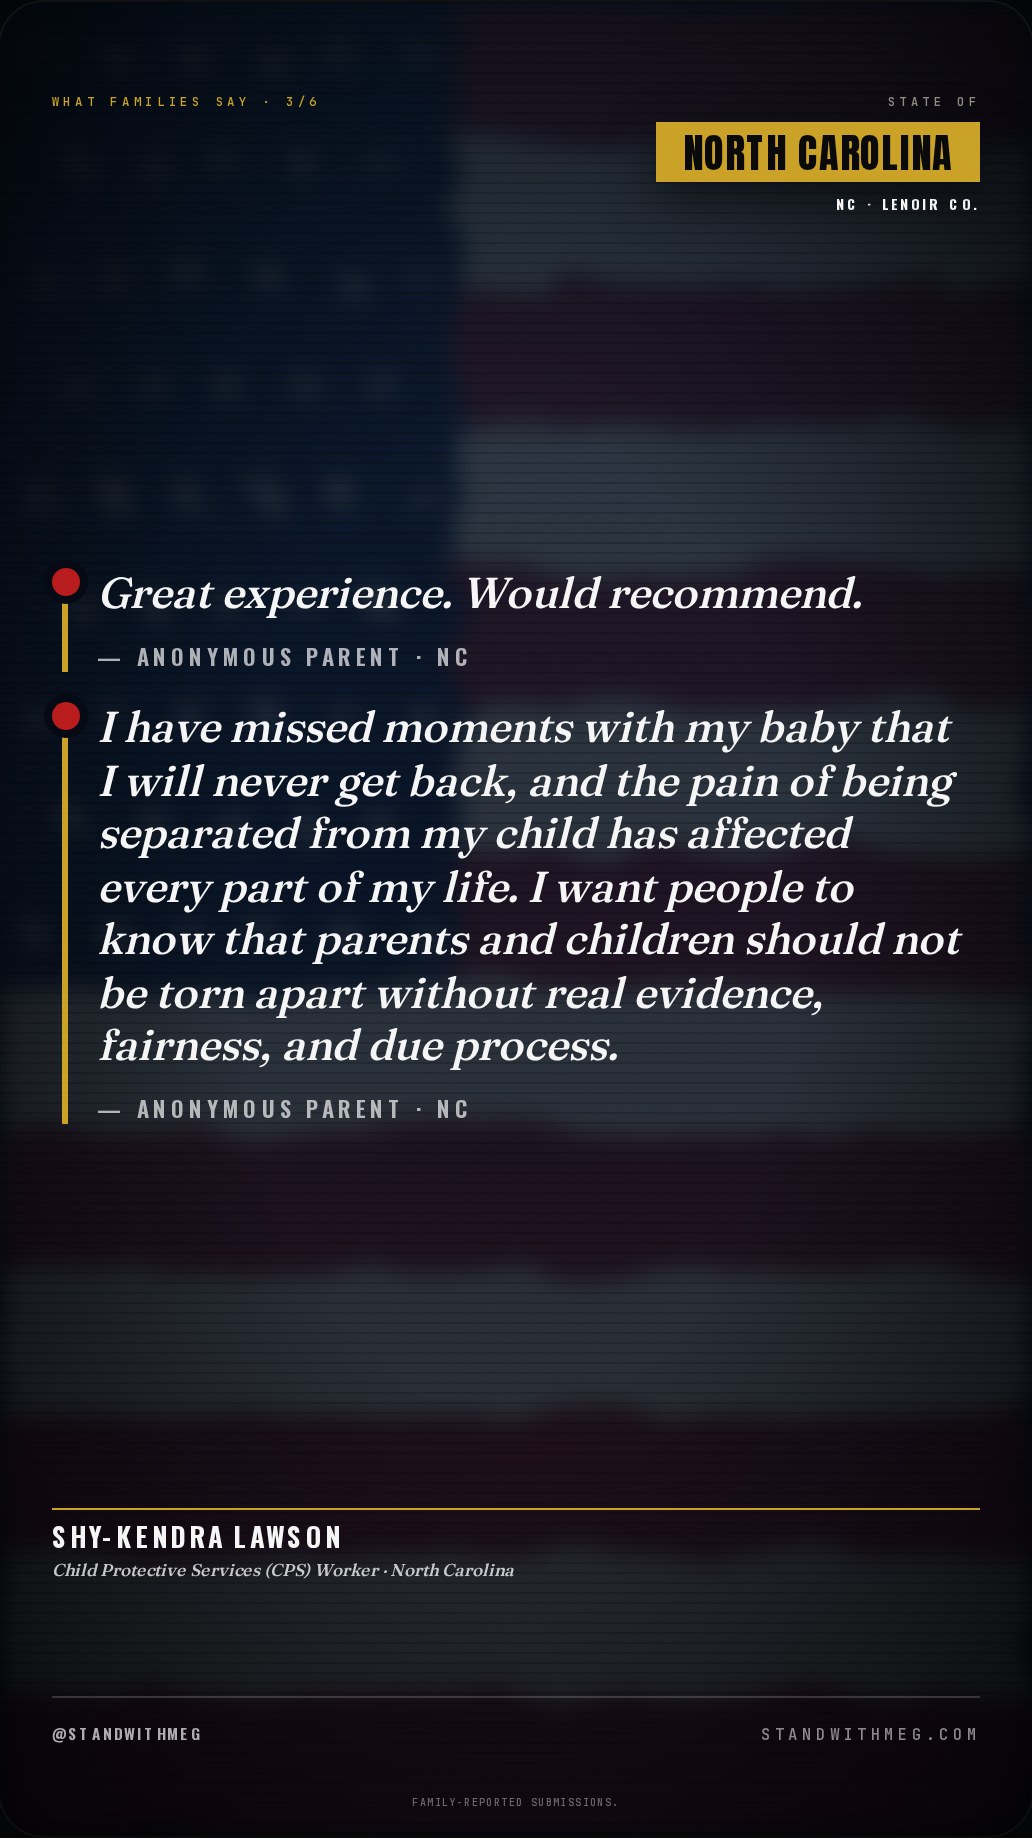 WHAT FAMILIES SAY · 3/6
STATE OF
NORTH CAROLINA
NC · LENOIR CO.
Great experience. Would recommend.
— ANONYMOUS PARENT · NC
I have missed moments with my baby that
I will never get back, and the pain of being
separated from my child has affected
every part of my life. I want people to
know that parents and children should not
be torn apart without real evidence,
fairness, and due process.
— ANONYMOUS PARENT · NC
SHY-KENDRA LAWSON
Child Protective Services (CPS) Worker · North Carolina
@STANDWITHMEG
STANDWITHMEG.COM
FAMILY-REPORTED SUBMISSIONS.